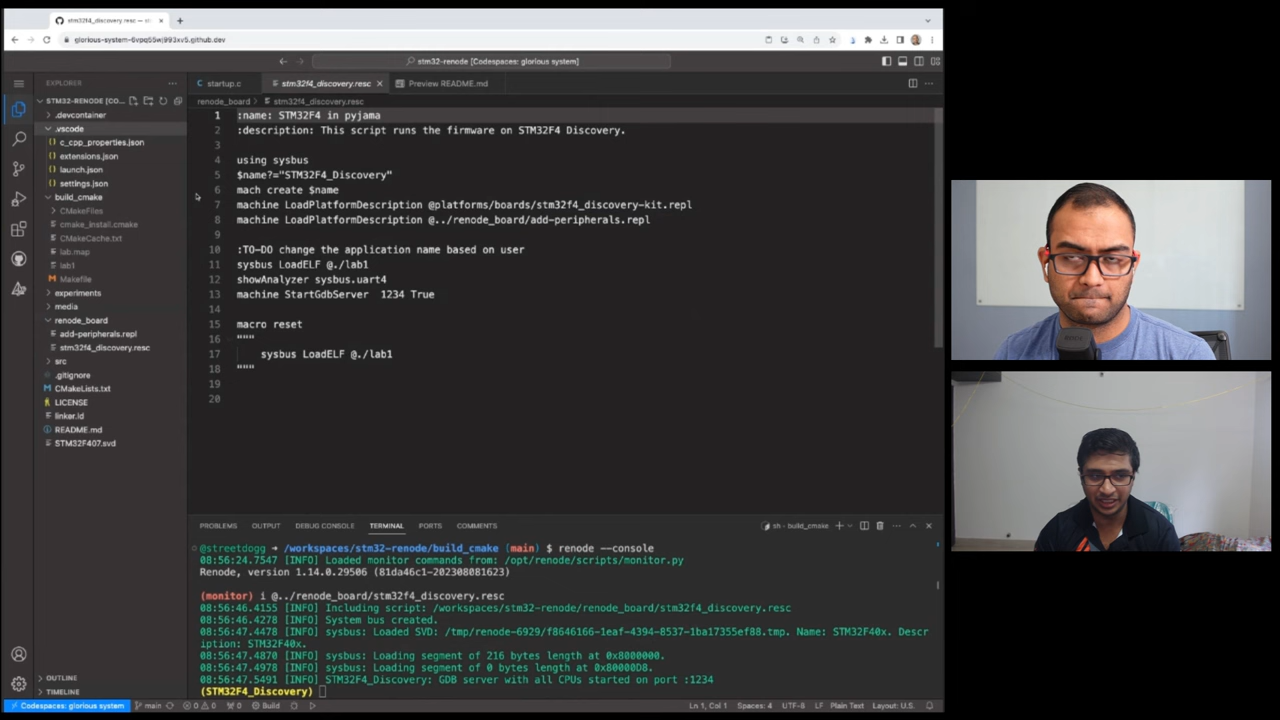 stm32f4_discovery.resc — st
glorious-system-6vpq55wj993xv5.github.dev
stm32-renode [Codespaces: glorious system]
EXPLORER
startup.c
stm32f4_discovery.resc
Preview README.md
STM32-RENODE [CO...
renode_board > stm32f4_discovery.resc
.devcontainer
.vscode
c_cpp_properties.json
extensions.json
launch.json
settings.json
build_cmake
CMakeFiles
cmake_install.cmake
CMakeCache.txt
lab.map
lab1
Makefile
experiments
media
renode_board
add-peripherals.repl
stm32f4_discovery.resc
src
.gitignore
CMakeLists.txt
LICENSE
linker.ld
README.md
STM32F407.svd
OUTLINE
TIMELINE
1 :name: STM32F4 in pyjama
2 :description: This script runs the firmware on STM32F4 Discovery.
3
4 using sysbus
5 $name?="STM32F4_Discovery"
6 mach create $name
7 machine LoadPlatformDescription @platforms/boards/stm32f4_discovery-kit.repl
8 machine LoadPlatformDescription @../renode_board/add-peripherals.repl
9
10 :TO-DO change the application name based on user
11 sysbus LoadELF @./lab1
12 showAnalyzer sysbus.uart4
13 machine StartGdbServer  1234 True
14
15 macro reset
16 """
17 sysbus LoadELF @./lab1
18 """
19
20
PROBLEMS OUTPUT DEBUG CONSOLE TERMINAL PORTS COMMENTS
sh - build_cmake
@streetdogg ➜ /workspaces/stm32-renode/build_cmake (main) $ renode --console
08:56:24.7547 [INFO] Loaded monitor commands from: /opt/renode/scripts/monitor.py
Renode, version 1.14.0.29506 (81da46c1-202308081623)
(monitor) i @../renode_board/stm32f4_discovery.resc
08:56:46.4155 [INFO] Including script: /workspaces/stm32-renode/renode_board/stm32f4_discovery.resc
08:56:46.4278 [INFO] System bus created.
08:56:47.4478 [INFO] sysbus: Loaded SVD: /tmp/renode-6929/f8646166-1eaf-4394-8537-1ba17355ef88.tmp. Name: STM32F40x. Descr
iption: STM32F40x.
08:56:47.4870 [INFO] sysbus: Loading segment of 216 bytes length at 0x8000000.
08:56:47.4978 [INFO] sysbus: Loading segment of 0 bytes length at 0x80000D8.
08:56:47.5491 [INFO] STM32F4_Discovery: GDB server with all CPUs started on port :1234
(STM32F4_Discovery)
Codespaces: glorious system main 0 0 0 Build Ln 1, Col 1 Spaces: 4 UTF-8 LF Plain Text Layout: U.S.